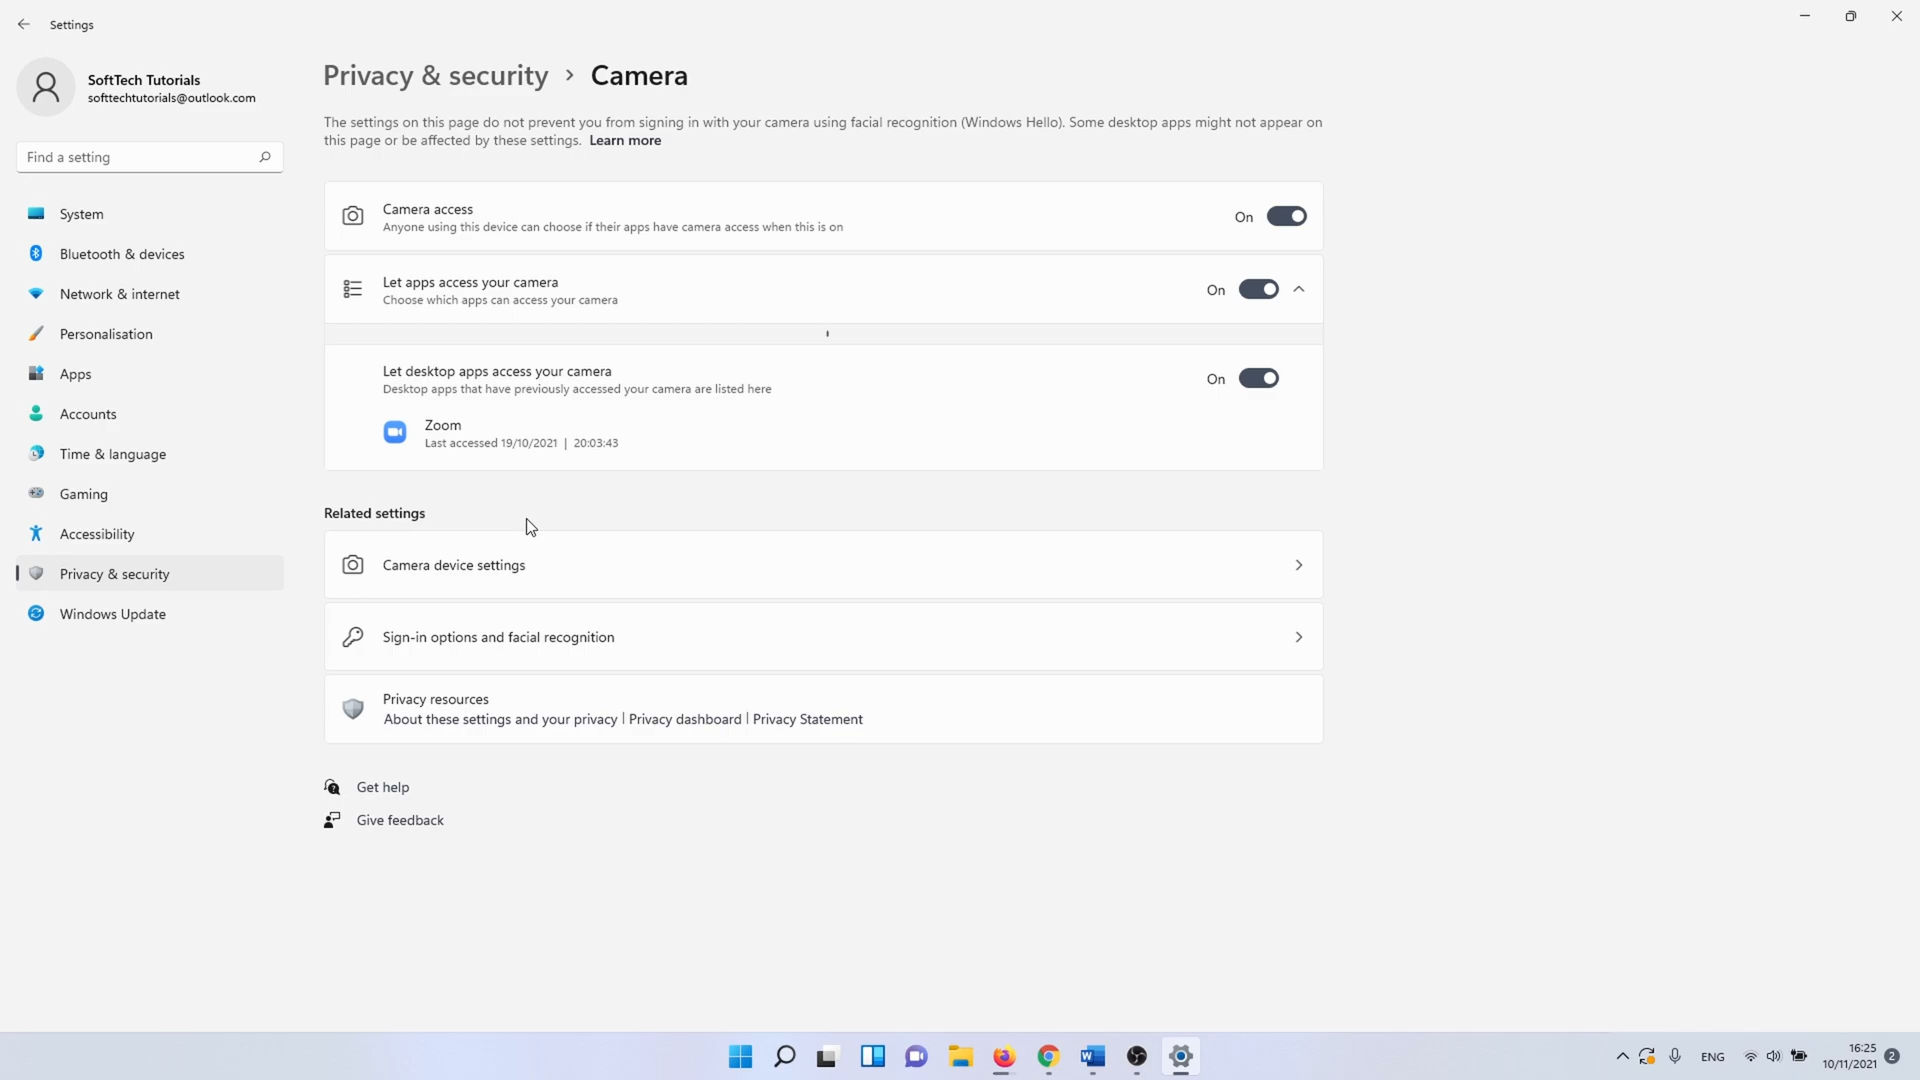 Settings
SoftTech Tutorials
softtechtutorials@outlook.com
Find a setting
System
Bluetooth & devices
Network & internet
Personalisation
Apps
Accounts
Time & language
Gaming
Accessibility
Privacy & security
Windows Update
Privacy & security › Camera
The settings on this page do not prevent you from signing in with your camera using facial recognition (Windows Hello). Some desktop apps might not appear on
this page or be affected by these settings. Learn more
Camera access
Anyone using this device can choose if their apps have camera access when this is on
On
Let apps access your camera
Choose which apps can access your camera
On
Let desktop apps access your camera
Desktop apps that have previously accessed your camera are listed here
On
Zoom
Last accessed 19/10/2021 | 20:03:43
Related settings
Camera device settings
Sign-in options and facial recognition
Privacy resources
About these settings and your privacy | Privacy dashboard | Privacy Statement
Get help
Give feedback
ENG
16:25
10/11/2021
2